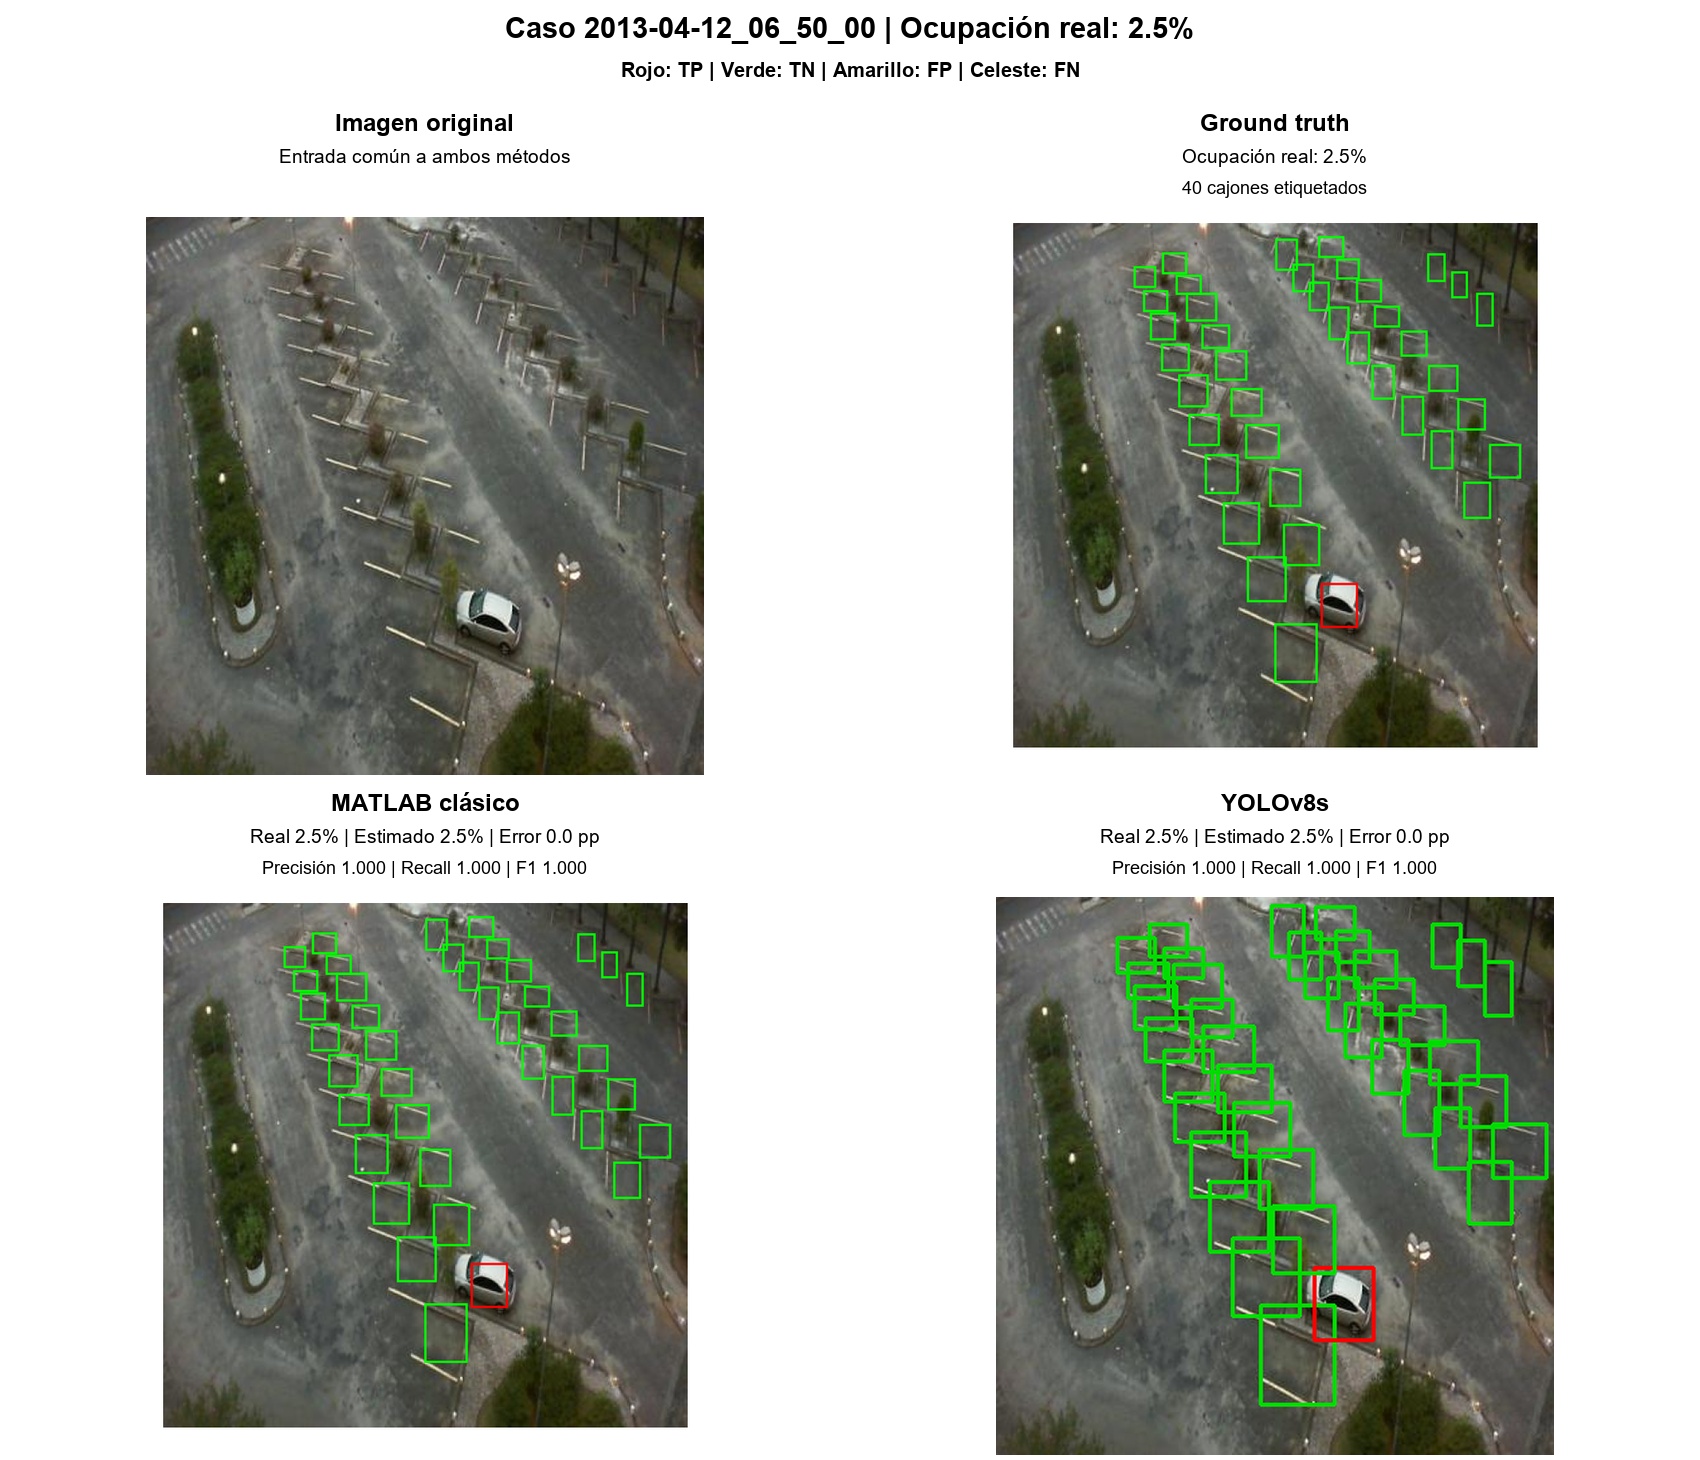 Caso 2013-04-12_06_50_00 | Ocupación real: 2.5%
Rojo: TP | Verde: TN | Amarillo: FP | Celeste: FN
Imagen original
Entrada común a ambos métodos
Ground truth
Ocupación real: 2.5%
40 cajones etiquetados
MATLAB clásico
Real 2.5% | Estimado 2.5% | Error 0.0 pp
Precisión 1.000 | Recall 1.000 | F1 1.000
YOLOv8s
Real 2.5% | Estimado 2.5% | Error 0.0 pp
Precisión 1.000 | Recall 1.000 | F1 1.000